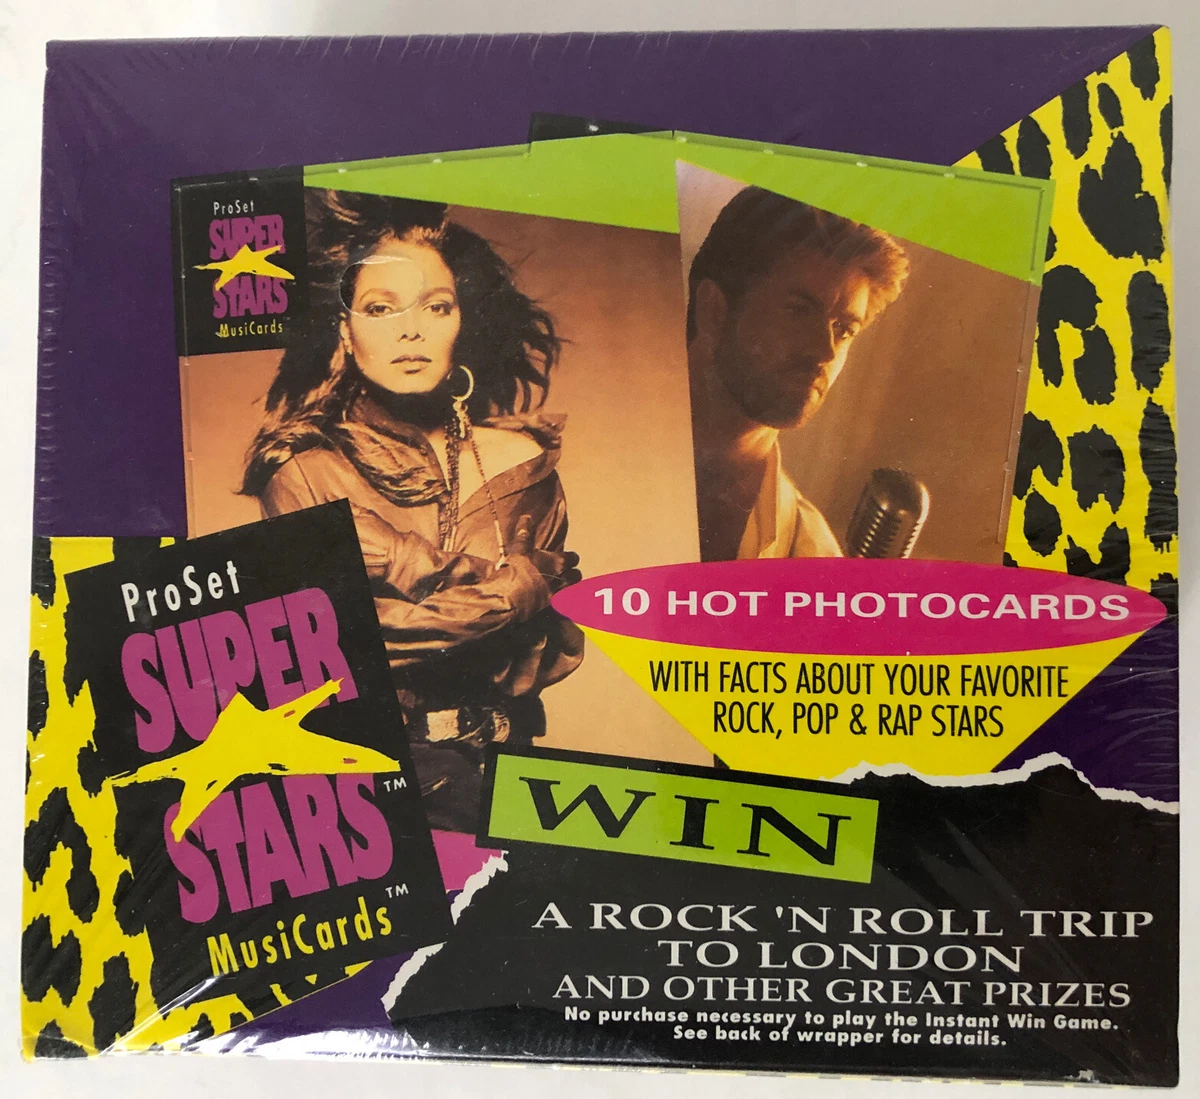 ProSet
SUPER
STARS
MusiCards
ProSet
SUPER
STARS™
MusiCards™
10 HOT PHOTOCARDS
WITH FACTS ABOUT YOUR FAVORITE
ROCK, POP & RAP STARS
WIN
A ROCK 'N ROLL TRIP
TO LONDON
AND OTHER GREAT PRIZES
No purchase necessary to play the Instant Win Game.
See back of wrapper for details.